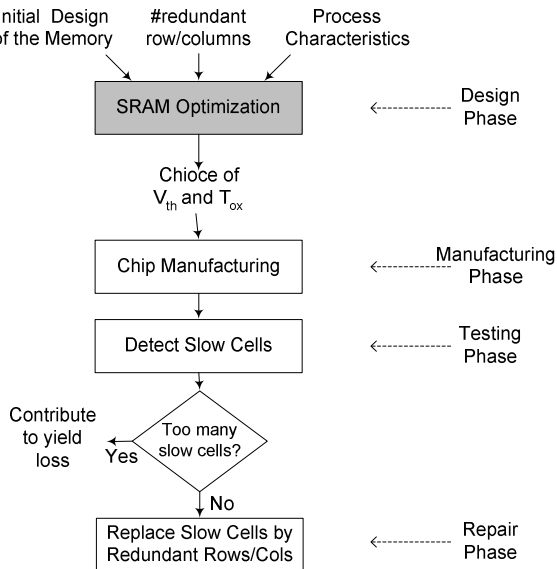 nitial Design
of the Memory
#redundant
row/columns
Process
Characteristics
SRAM Optimization
Design
Phase
Chioce of
Vth and Tox
Chip Manufacturing
Manufacturing
Phase
Detect Slow Cells
Testing
Phase
Too many
slow cells?
Contribute
to yield
loss
Yes
No
Replace Slow Cells by
Redundant Rows/Cols
Repair
Phase